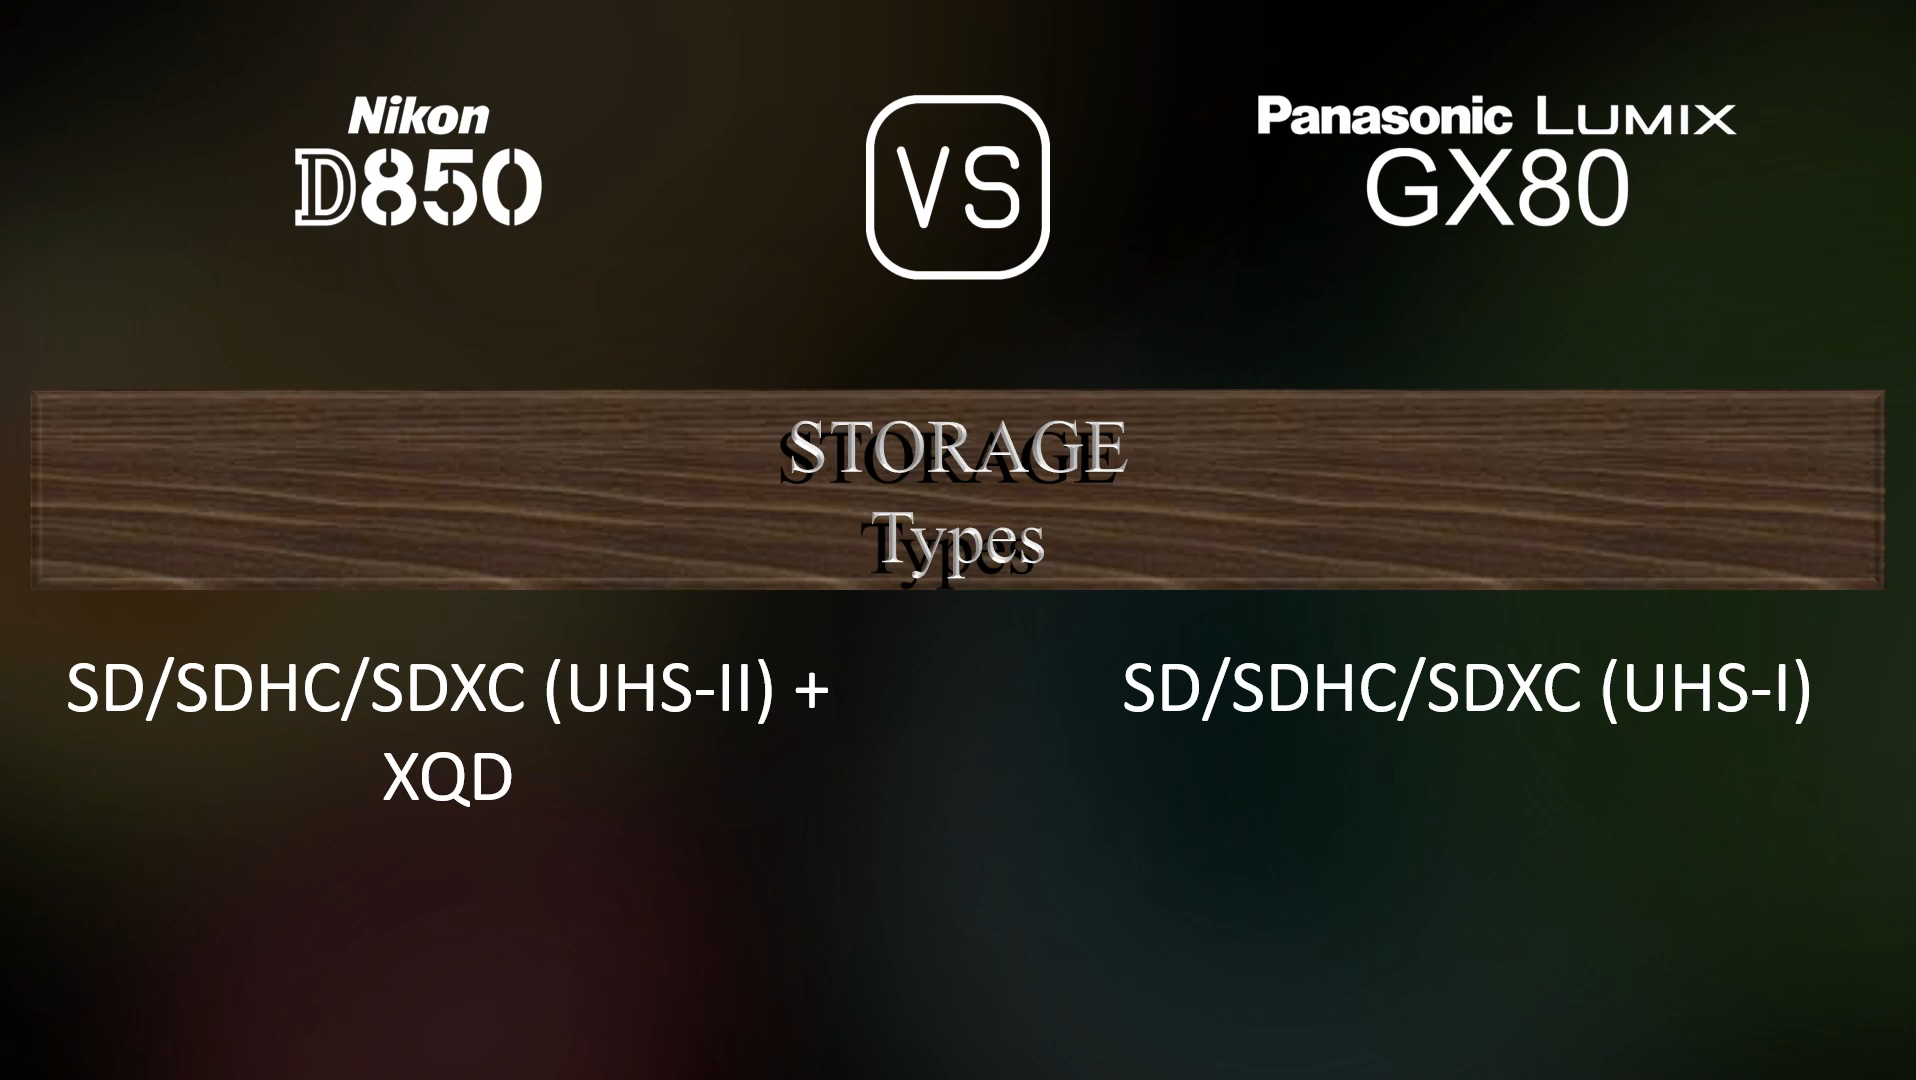 Nikon
D850
VS
Panasonic LUMIX
GX80
STORAGE
Types
SD/SDHC/SDXC (UHS-II) +
XQD
SD/SDHC/SDXC (UHS-I)